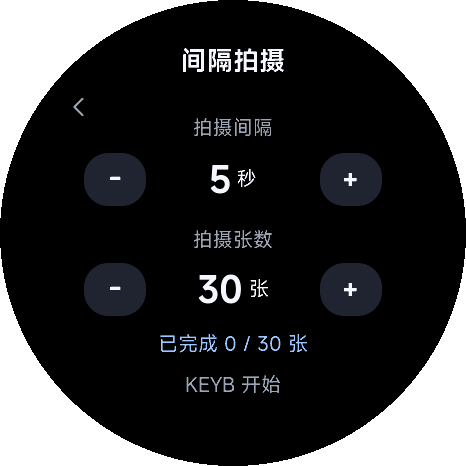 间隔拍摄
拍摄间隔
- 5 秒 +
拍摄张数
- 30 张 +
已完成 0 / 30 张
KEYB 开始